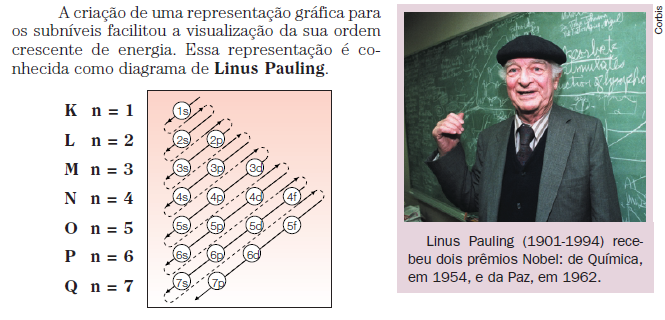 A criação de uma representação gráfica para
os subníveis facilitou a visualização da sua ordem
crescente de energia. Essa representação é co-
nhecida como diagrama de Linus Pauling.
K n = 1
L n = 2
M n = 3
N n = 4
O n = 5
P n = 6
Q n = 7
1s
2s 2p
3s 3p 3d
4s 4p 4d 4f
5s 5p 5d 5f
6s 6p 6d
7s 7p
Corbis
Linus Pauling (1901-1994) rece-
beu dois prêmios Nobel: de Química,
em 1954, e da Paz, em 1962.